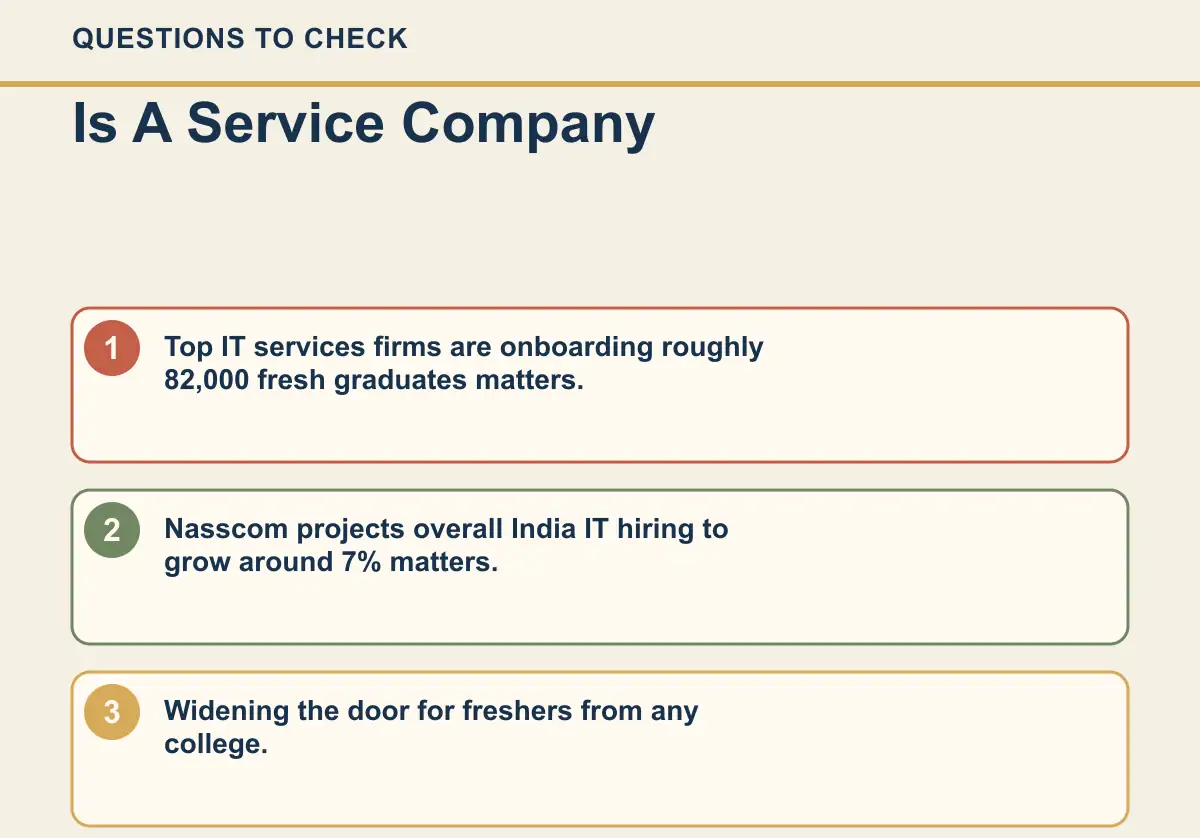 QUESTIONS TO CHECK
Is A Service Company
1
Top IT services firms are onboarding roughly
82,000 fresh graduates matters.
2
Nasscom projects overall India IT hiring to
grow around 7% matters.
3
Widening the door for freshers from any
college.